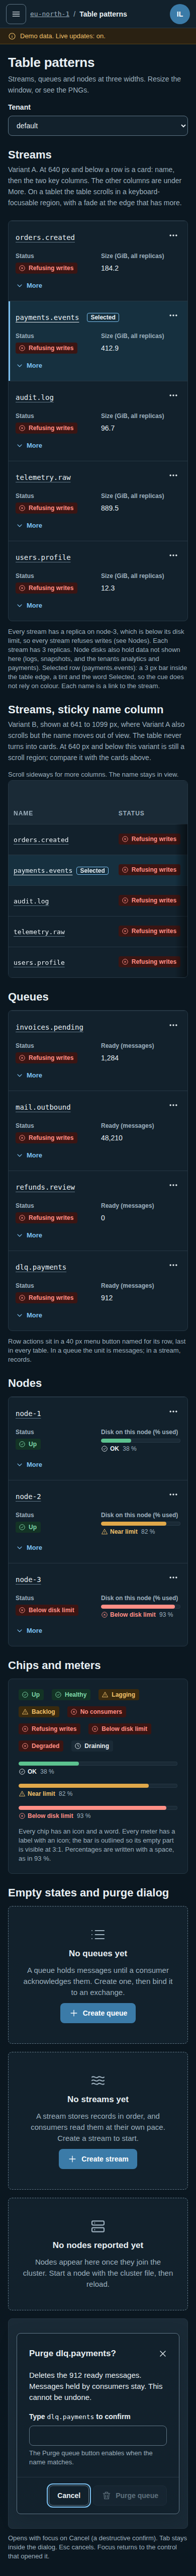 eu-north-1 / Table patterns
IL
Demo data. Live updates: on.
Table patterns
Streams, queues and nodes at three widths. Resize the
window, or see the PNGs.
Tenant
default
Streams
Variant A. At 640 px and below a row is a card: name,
then the two key columns. The other columns are under
More. On a tablet the table scrolls in a keyboard-
focusable region, with a fade at the edge that has more.
orders.created
Status
Size (GiB, all replicas)
Refusing writes
184.2
More
payments.events Selected
Status
Size (GiB, all replicas)
Refusing writes
412.9
More
audit.log
Status
Size (GiB, all replicas)
Refusing writes
96.7
More
telemetry.raw
Status
Size (GiB, all replicas)
Refusing writes
889.5
More
users.profile
Status
Size (GiB, all replicas)
Refusing writes
12.3
More
Every stream has a replica on node-3, which is below its disk
limit, so every stream refuses writes (see Nodes). Each
stream has 3 replicas. Node disks also hold data not shown
here (logs, snapshots, and the tenants analytics and
payments). Selected row (payments.events): a 3 px bar inside
the table edge, a tint and the word Selected, so the cue does
not rely on colour. Each name is a link to the stream.
Streams, sticky name column
Variant B, shown at 641 to 1099 px, where Variant A also
scrolls but the name moves out of view. The table never
turns into cards. At 640 px and below this variant is still a
scroll region; compare it with the cards above.
Scroll sideways for more columns. The name stays in view.
NAME
STATUS
orders.created
Refusing writes
payments.events Selected
Refusing writes
audit.log
Refusing writes
telemetry.raw
Refusing writes
users.profile
Refusing writes
Queues
invoices.pending
Status
Ready (messages)
Refusing writes
1,284
More
mail.outbound
Status
Ready (messages)
Refusing writes
48,210
More
refunds.review
Status
Ready (messages)
Refusing writes
0
More
dlq.payments
Status
Ready (messages)
Refusing writes
912
More
Row actions sit in a 40 px menu button named for its row, last
in every table. In a queue the unit is messages; in a stream,
records.
Nodes
node-1
Status
Disk on this node (% used)
Up
OK 38 %
More
node-2
Status
Disk on this node (% used)
Up
Near limit 82 %
More
node-3
Status
Disk on this node (% used)
Below disk limit
Below disk limit 93 %
More
Chips and meters
Up
Healthy
Lagging
Backlog
No consumers
Refusing writes
Below disk limit
Degraded
Draining
OK 38 %
Near limit 82 %
Below disk limit 93 %
Every chip has an icon and a word. Every meter has a
label with an icon; the bar is outlined so its empty part
is visible at 3:1. Percentages are written with a space,
as in 93 %.
Empty states and purge dialog
No queues yet
A queue holds messages until a consumer
acknowledges them. Create one, then bind it
to an exchange.
Create queue
No streams yet
A stream stores records in order, and
consumers read them at their own pace.
Create a stream to start.
Create stream
No nodes reported yet
Nodes appear here once they join the
cluster. Start a node with the cluster file, then
reload.
Purge dlq.payments?
Deletes the 912 ready messages.
Messages held by consumers stay. This
cannot be undone.
Type dlq.payments to confirm
The Purge queue button enables when the
name matches.
Cancel
Purge queue
Opens with focus on Cancel (a destructive confirm). Tab stays
inside the dialog. Esc cancels. Focus returns to the control
that opened it.